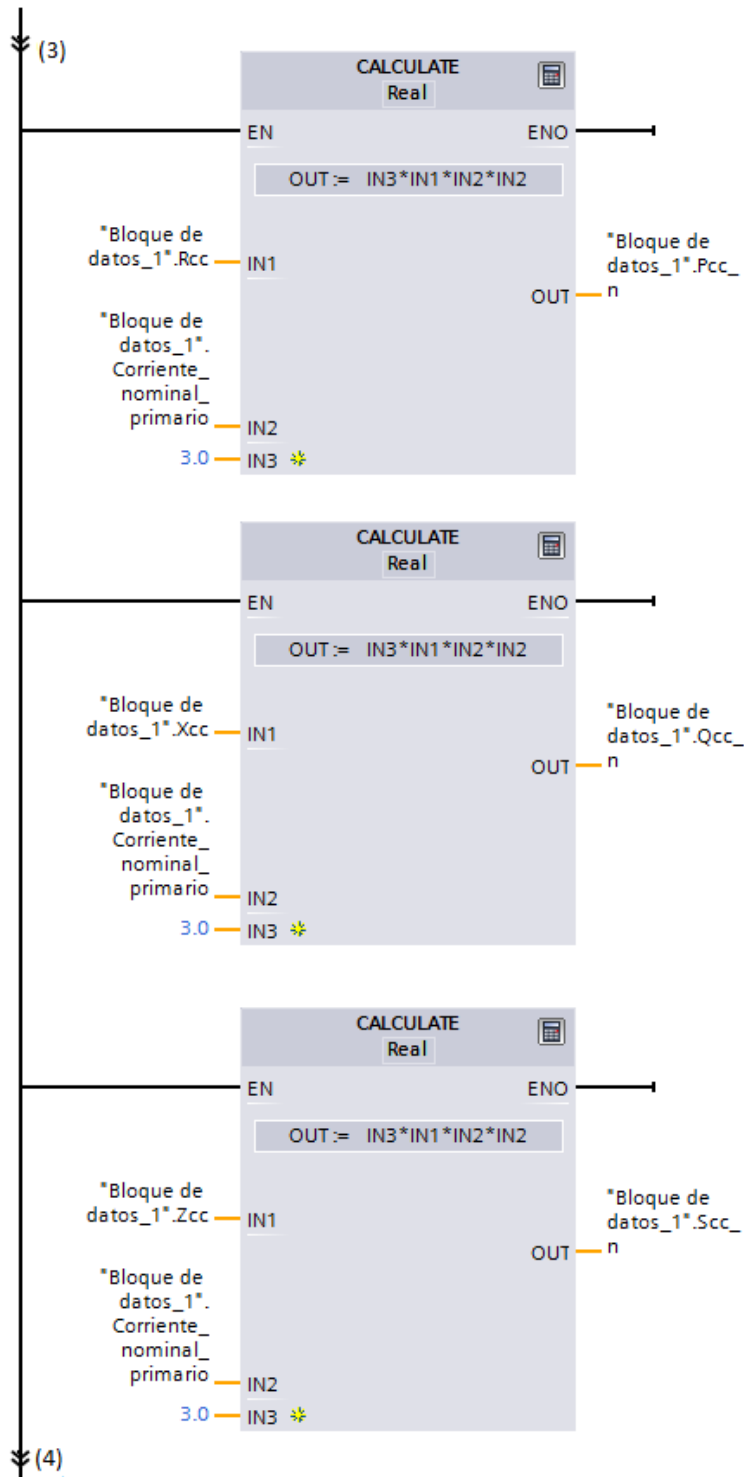 (3)
CALCULATE
Real
EN
ENO
OUT := IN3*IN1*IN2*IN2
"Bloque de
datos_1".Rcc
IN1
"Bloque de
datos_1".Pcc_
n
OUT
"Bloque de
datos_1".
Corriente_
nominal_
primario
IN2
3.0
IN3
CALCULATE
Real
EN
ENO
OUT := IN3*IN1*IN2*IN2
"Bloque de
datos_1".Xcc
IN1
"Bloque de
datos_1".Qcc_
n
OUT
"Bloque de
datos_1".
Corriente_
nominal_
primario
IN2
3.0
IN3
CALCULATE
Real
EN
ENO
OUT := IN3*IN1*IN2*IN2
"Bloque de
datos_1".Zcc
IN1
"Bloque de
datos_1".Scc_
n
OUT
"Bloque de
datos_1".
Corriente_
nominal_
primario
IN2
3.0
IN3
(4)